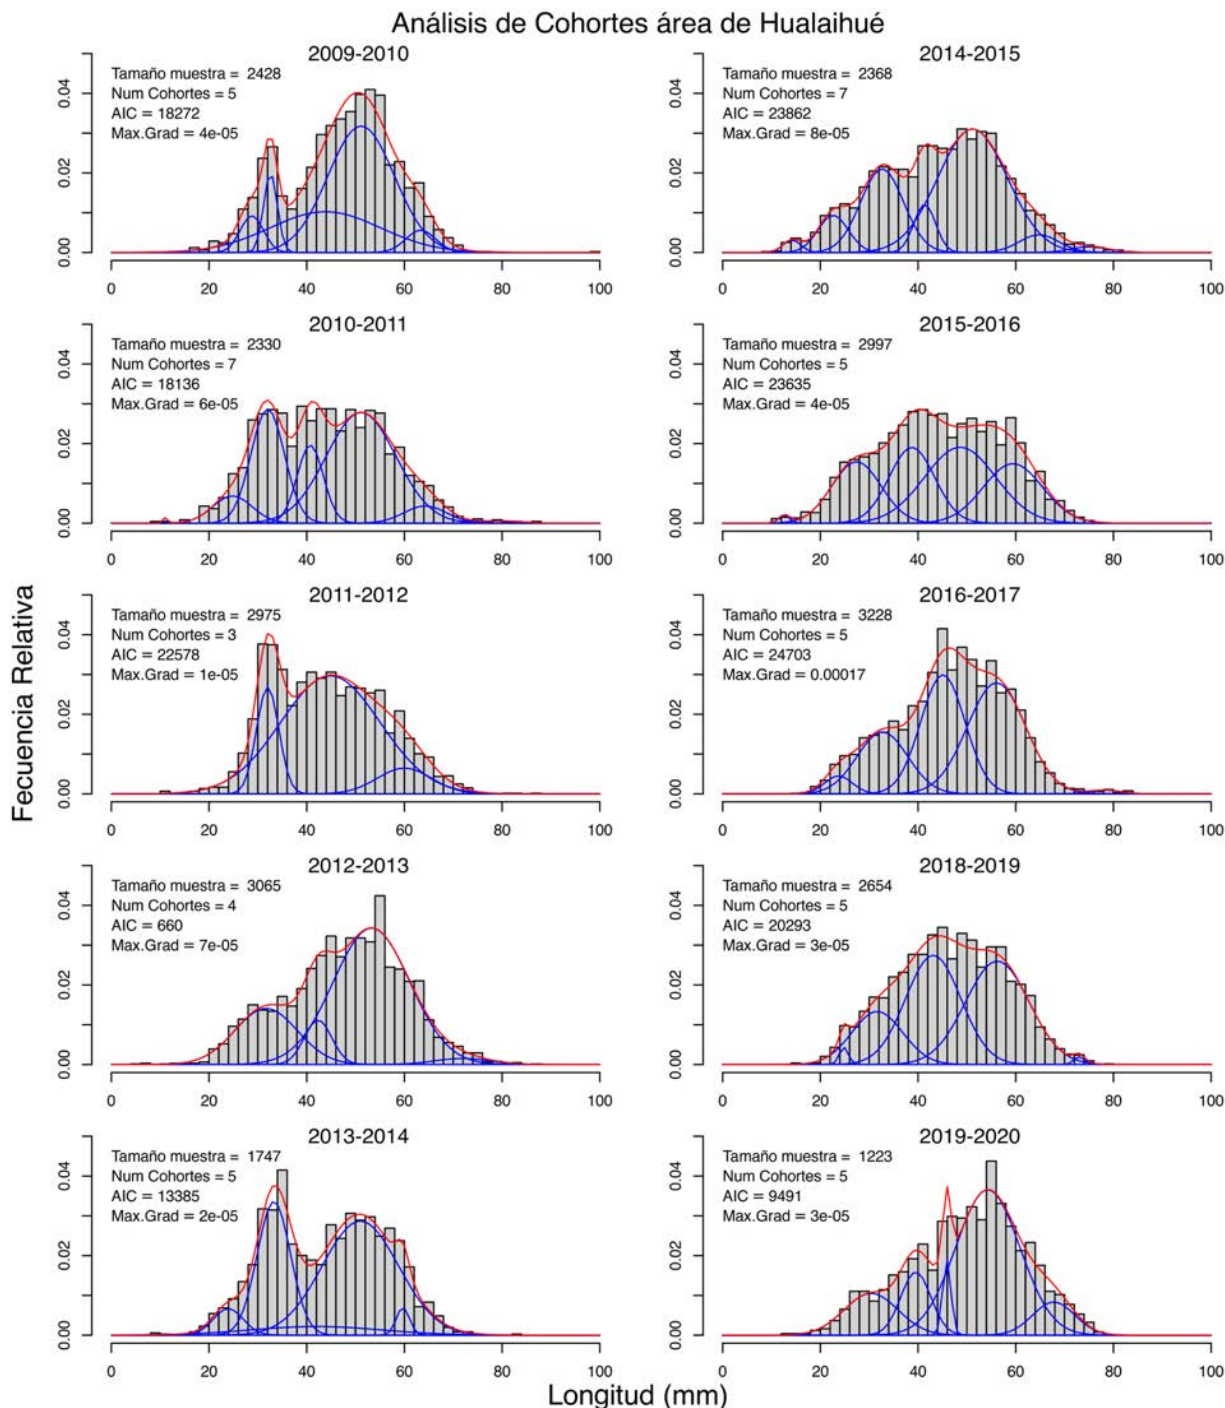 Análisis de Cohortes área de Hualaihué
2009-2010
Tamaño muestra = 2428
Num Cohortes = 5
AIC = 18272
Max.Grad = 4e-05
0.00 0.02 0.04
0 20 40 60 80 100
2014-2015
Tamaño muestra = 2368
Num Cohortes = 7
AIC = 23862
Max.Grad = 8e-05
0.00 0.02 0.04
0 20 40 60 80 100
2010-2011
Tamaño muestra = 2330
Num Cohortes = 7
AIC = 18136
Max.Grad = 6e-05
0.00 0.02 0.04
0 20 40 60 80 100
2015-2016
Tamaño muestra = 2997
Num Cohortes = 5
AIC = 23635
Max.Grad = 4e-05
0.00 0.02 0.04
0 20 40 60 80 100
Fecuencia Relativa
2011-2012
Tamaño muestra = 2975
Num Cohortes = 3
AIC = 22578
Max.Grad = 1e-05
0.00 0.02 0.04
0 20 40 60 80 100
2016-2017
Tamaño muestra = 3228
Num Cohortes = 5
AIC = 24703
Max.Grad = 0.00017
0.00 0.02 0.04
0 20 40 60 80 100
2012-2013
Tamaño muestra = 3065
Num Cohortes = 4
AIC = 660
Max.Grad = 7e-05
0.00 0.02 0.04
0 20 40 60 80 100
2018-2019
Tamaño muestra = 2654
Num Cohortes = 5
AIC = 20293
Max.Grad = 3e-05
0.00 0.02 0.04
0 20 40 60 80 100
2013-2014
Tamaño muestra = 1747
Num Cohortes = 5
AIC = 13385
Max.Grad = 2e-05
0.00 0.02 0.04
0 20 40 60 80 100
2019-2020
Tamaño muestra = 1223
Num Cohortes = 5
AIC = 9491
Max.Grad = 3e-05
0.00 0.02 0.04
0 20 40 60 80 100
Longitud (mm)